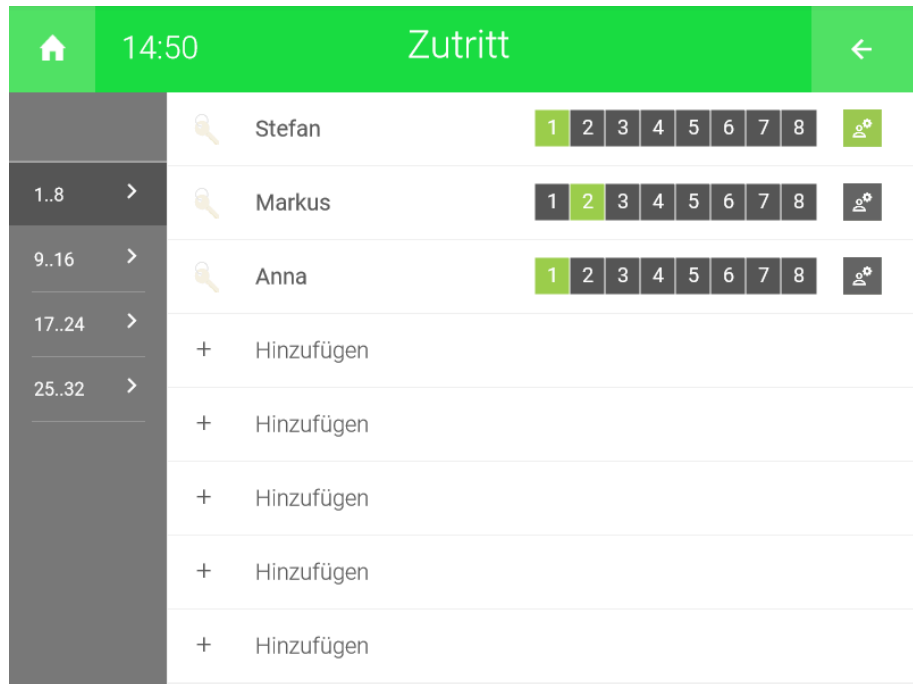 14:50 Zutritt
Stefan 1 2 3 4 5 6 7 8
1..8 Markus 1 2 3 4 5 6 7 8
9..16 Anna 1 2 3 4 5 6 7 8
17..24 + Hinzufügen
25..32
+ Hinzufügen
+ Hinzufügen
+ Hinzufügen
+ Hinzufügen